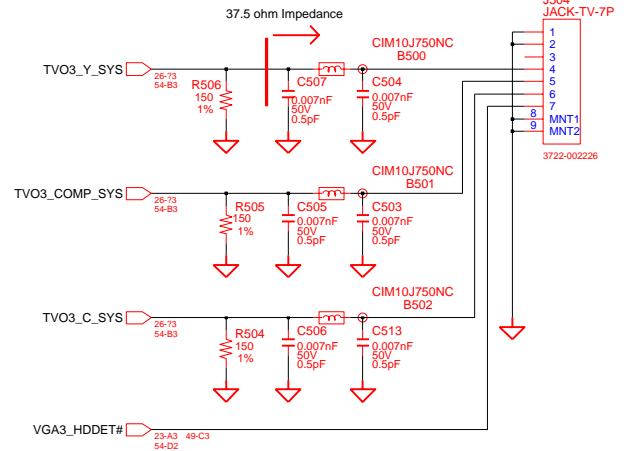 37.5 ohm Impedance
JACK-TV-7P
1
2
3
4
5
6
7
8 MNT1
9 MNT2
3722-002226
TVO3_Y_SYS
26-?3
54-B3
R506
150
1%
C507
0.007nF
50V
0.5pF
CIM10J750NC
B500
C504
0.007nF
50V
0.5pF
TVO3_COMP_SYS
26-?3
54-B3
R505
150
1%
C505
0.007nF
50V
0.5pF
CIM10J750NC
B501
C503
0.007nF
50V
0.5pF
TVO3_C_SYS
26-?3
54-B3
R504
150
1%
C506
0.007nF
50V
0.5pF
CIM10J750NC
B502
C513
0.007nF
50V
0.5pF
VGA3_HDDET#
23-A3 49-C3
54-D2